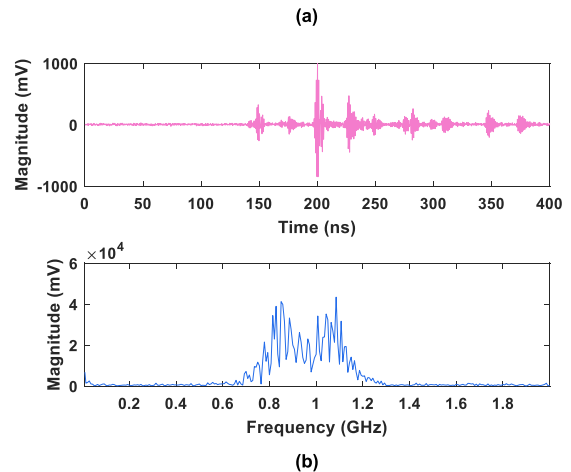 (a)
1000
0
-1000
Magnitude (mV)
0 50 100 150 200 250 300 350 400
Time (ns)
×10⁴
6
4
2
0
Magnitude (mV)
0.2 0.4 0.6 0.8 1 1.2 1.4 1.6 1.8
Frequency (GHz)
(b)